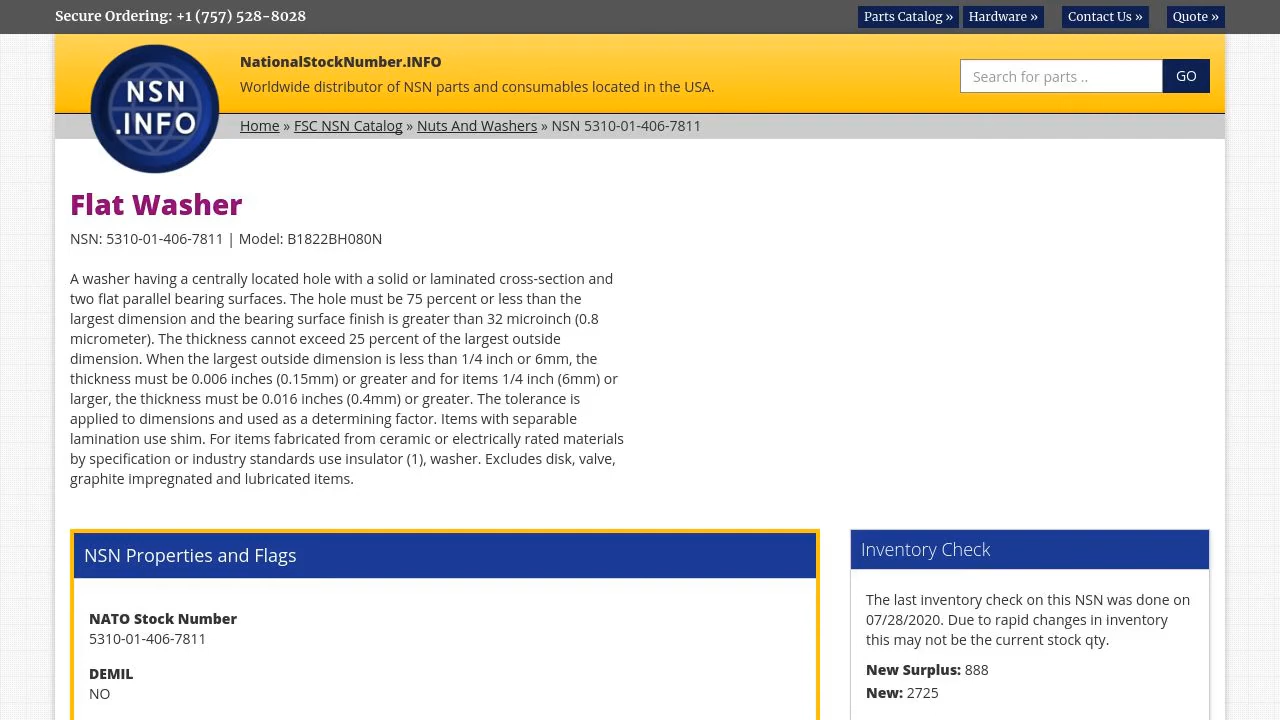 Secure Ordering: +1 (757) 528-8028
Parts Catalog »
Hardware »
Contact Us »
Quote »
NSN
.INFO
NationalStockNumber.INFO
Worldwide distributor of NSN parts and consumables located in the USA.
Search for parts ..
GO
Home » FSC NSN Catalog » Nuts And Washers » NSN 5310-01-406-7811
Flat Washer
NSN: 5310-01-406-7811 | Model: B1822BH080N
A washer having a centrally located hole with a solid or laminated cross-section and
two flat parallel bearing surfaces. The hole must be 75 percent or less than the
largest dimension and the bearing surface finish is greater than 32 microinch (0.8
micrometer). The thickness cannot exceed 25 percent of the largest outside
dimension. When the largest outside dimension is less than 1/4 inch or 6mm, the
thickness must be 0.006 inches (0.15mm) or greater and for items 1/4 inch (6mm) or
larger, the thickness must be 0.016 inches (0.4mm) or greater. The tolerance is
applied to dimensions and used as a determining factor. Items with separable
lamination use shim. For items fabricated from ceramic or electrically rated materials
by specification or industry standards use insulator (1), washer. Excludes disk, valve,
graphite impregnated and lubricated items.
NSN Properties and Flags
NATO Stock Number
5310-01-406-7811
DEMIL
NO
Inventory Check
The last inventory check on this NSN was done on
07/28/2020. Due to rapid changes in inventory
this may not be the current stock qty.
New Surplus: 888
New: 2725